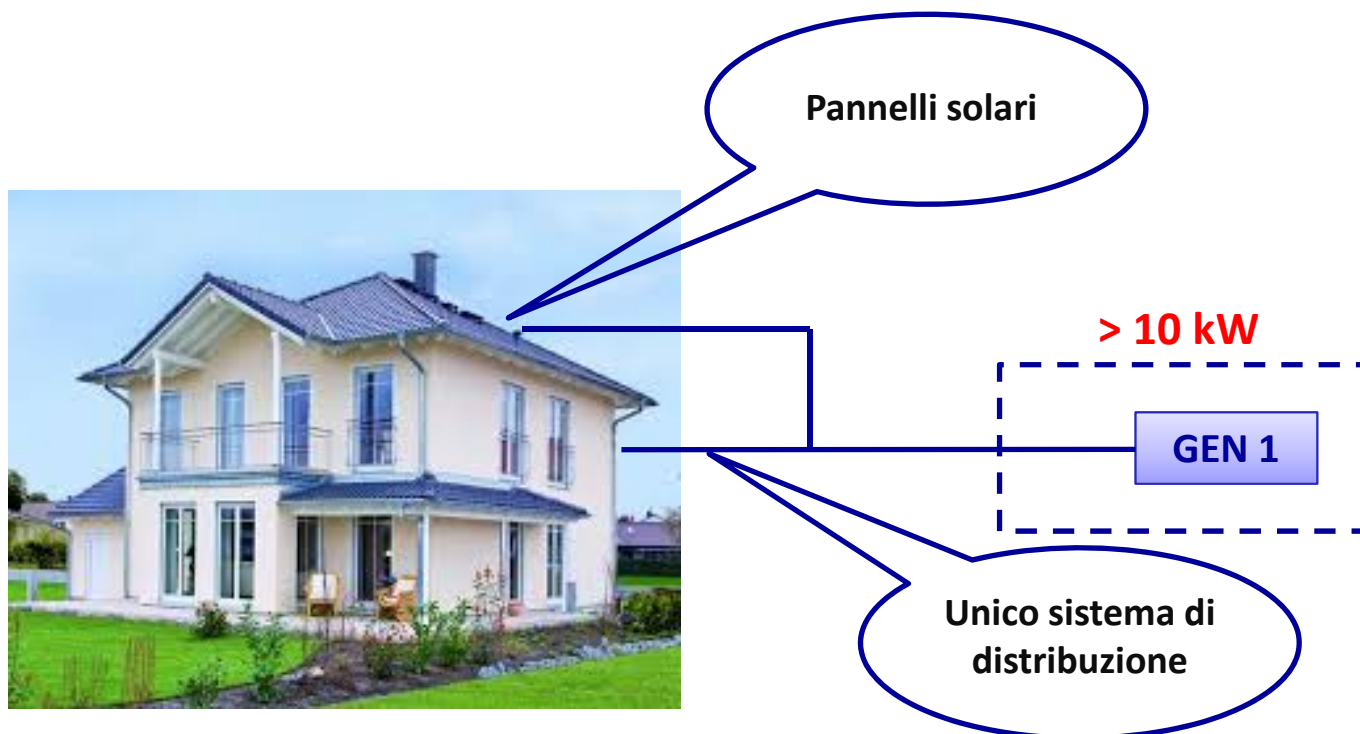 Pannelli solari
> 10 kW
GEN 1
Unico sistema di
distribuzione